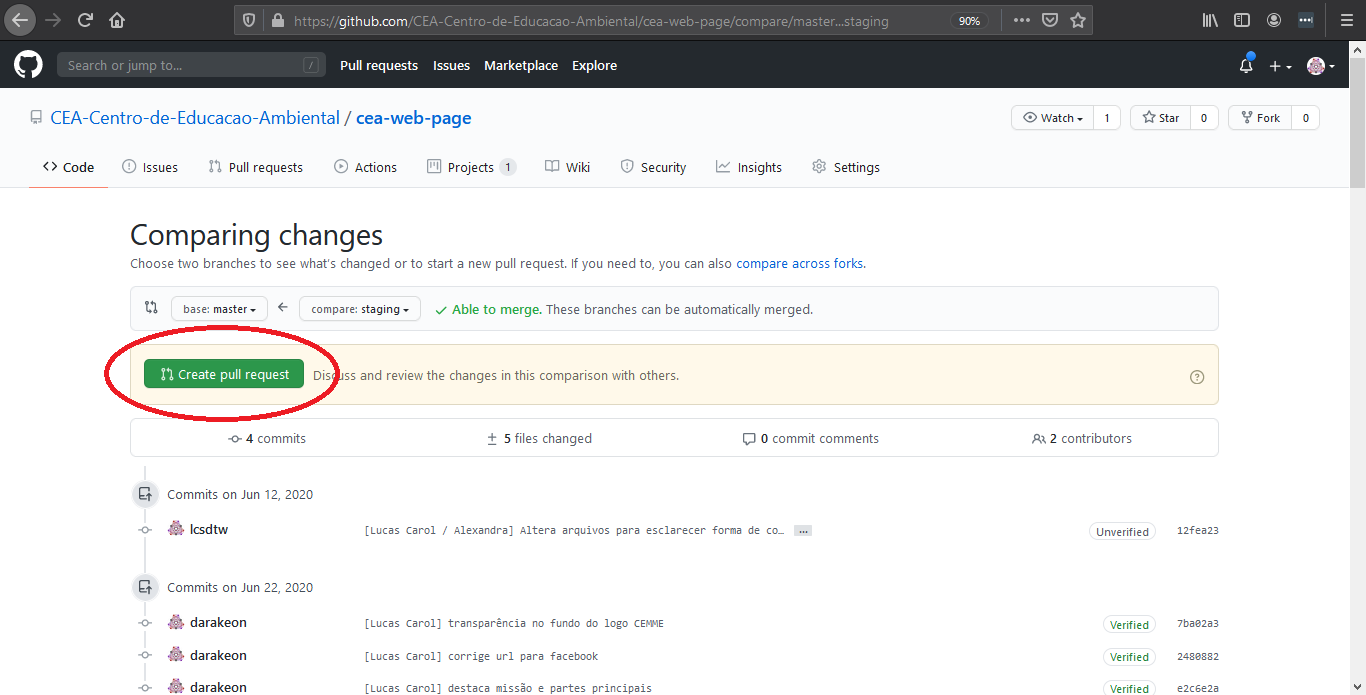 https://github.com/CEA-Centro-de-Educacao-Ambiental/cea-web-page/compare/master...staging 90%
Search or jump to... / Pull requests Issues Marketplace Explore
CEA-Centro-de-Educacao-Ambiental / cea-web-page Watch 1 Star 0 Fork 0
Code Issues Pull requests Actions Projects 1 Wiki Security Insights Settings
Comparing changes
Choose two branches to see what's changed or to start a new pull request. If you need to, you can also compare across forks.
base: master compare: staging Able to merge. These branches can be automatically merged.
Create pull request Discuss and review the changes in this comparison with others.
4 commits 5 files changed 0 commit comments 2 contributors
Commits on Jun 12, 2020
lcsdtw [Lucas Carol / Alexandra] Altera arquivos para esclarecer forma de co… … Unverified 12fea23
Commits on Jun 22, 2020
darakeon [Lucas Carol] transparência no fundo do logo CEMME Verified 7ba02a3
darakeon [Lucas Carol] corrige url para facebook Verified 2480882
darakeon [Lucas Carol] destaca missão e partes principais Verified e2c6e2a